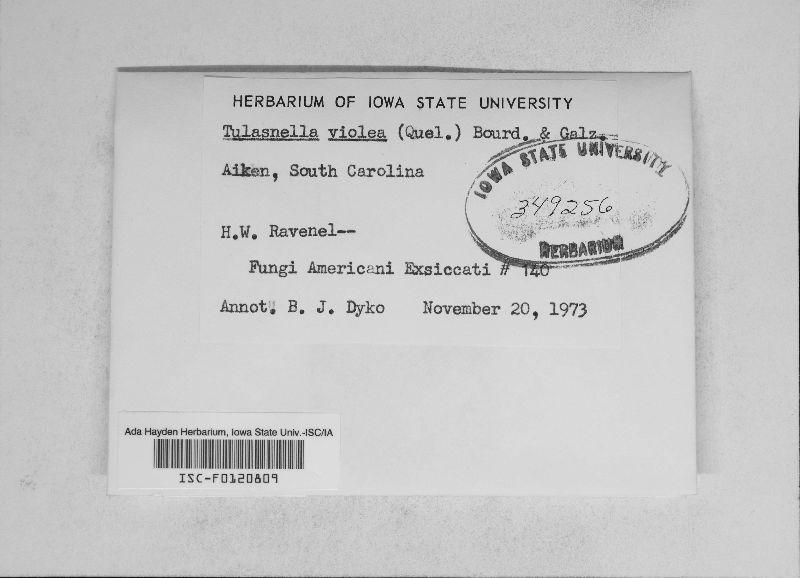 HERBARIUM OF IOWA STATE UNIVERSITY
Tulasnella violea (Quel.) Bourd. & Galz.
Aiken, South Carolina
IOWA STATE UNIVERSITY
349256
HERBARIUM
H.W. Ravenel--
Fungi Americani Exsiccati # 140
Annot. B. J. Dyko November 20, 1973
Ada Hayden Herbarium, Iowa State Univ.-ISC/IA
ISC-F0120809